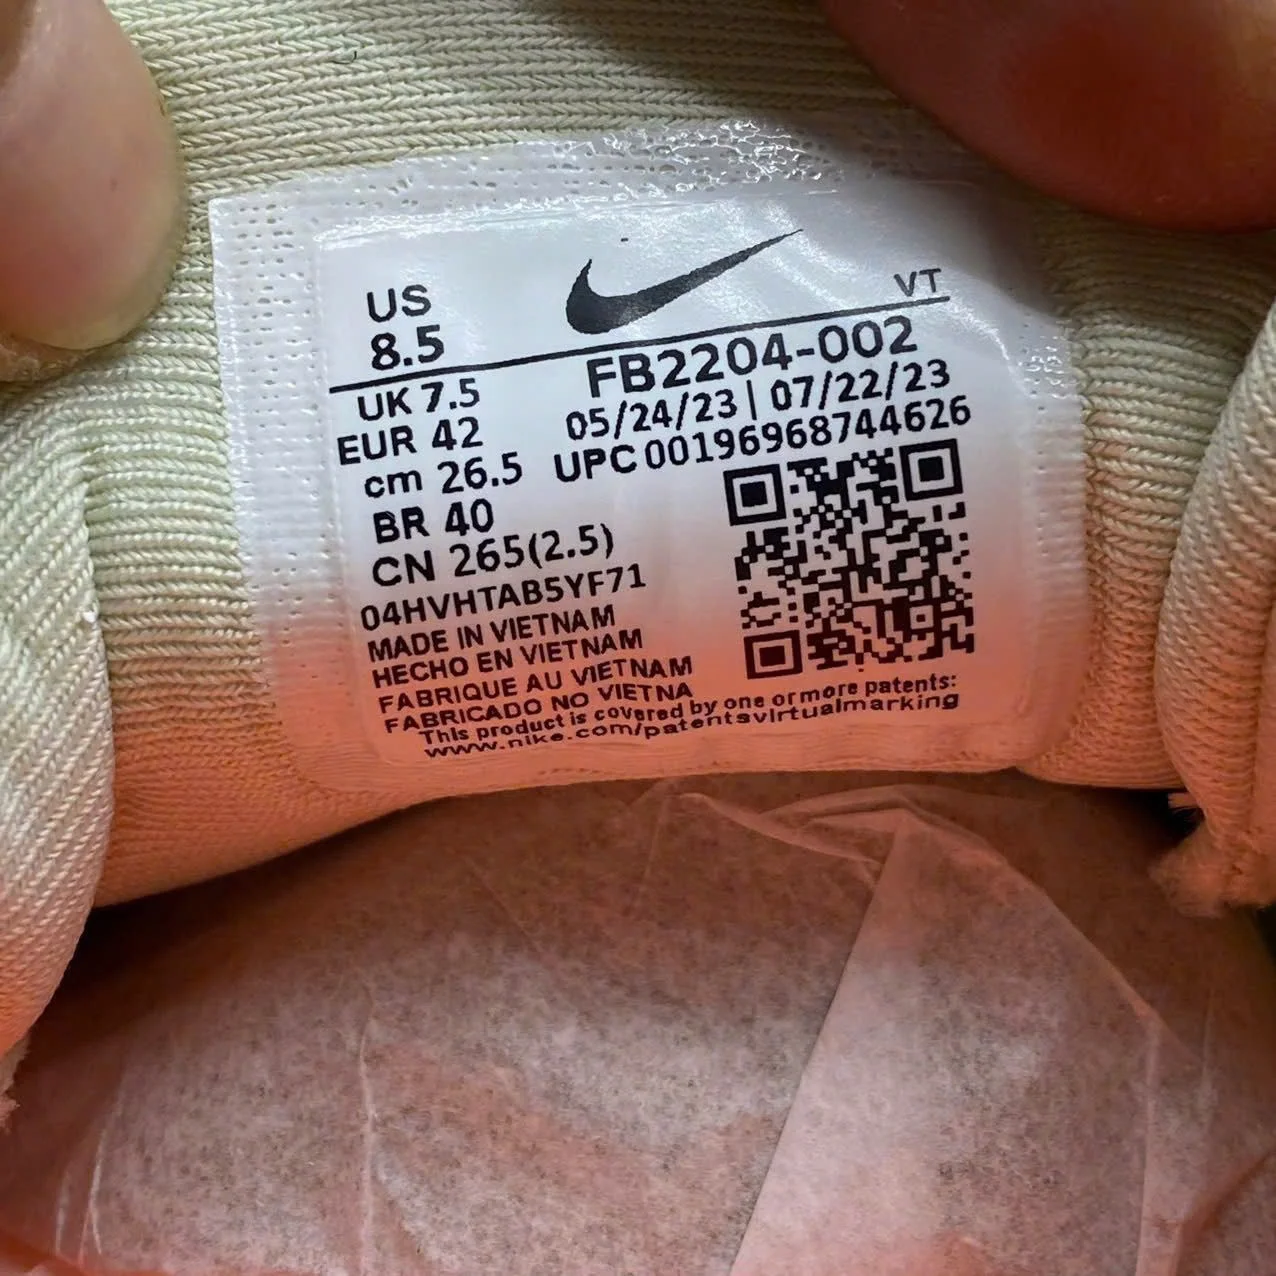 US
8.5
VT
UK 7.5
EUR 42
cm 26.5
BR 40
CN 265(2.5)
FB2204-002
05/24/23 | 07/22/23
UPC 00196968744626
04HVHTAB5YF71
MADE IN VIETNAM
HECHO EN VIETNAM
FABRIQUE AU VIETNAM
FABRICADO NO VIETNA
This product is covered by one or more patents:
www.nike.com/patentsvirtualmarking